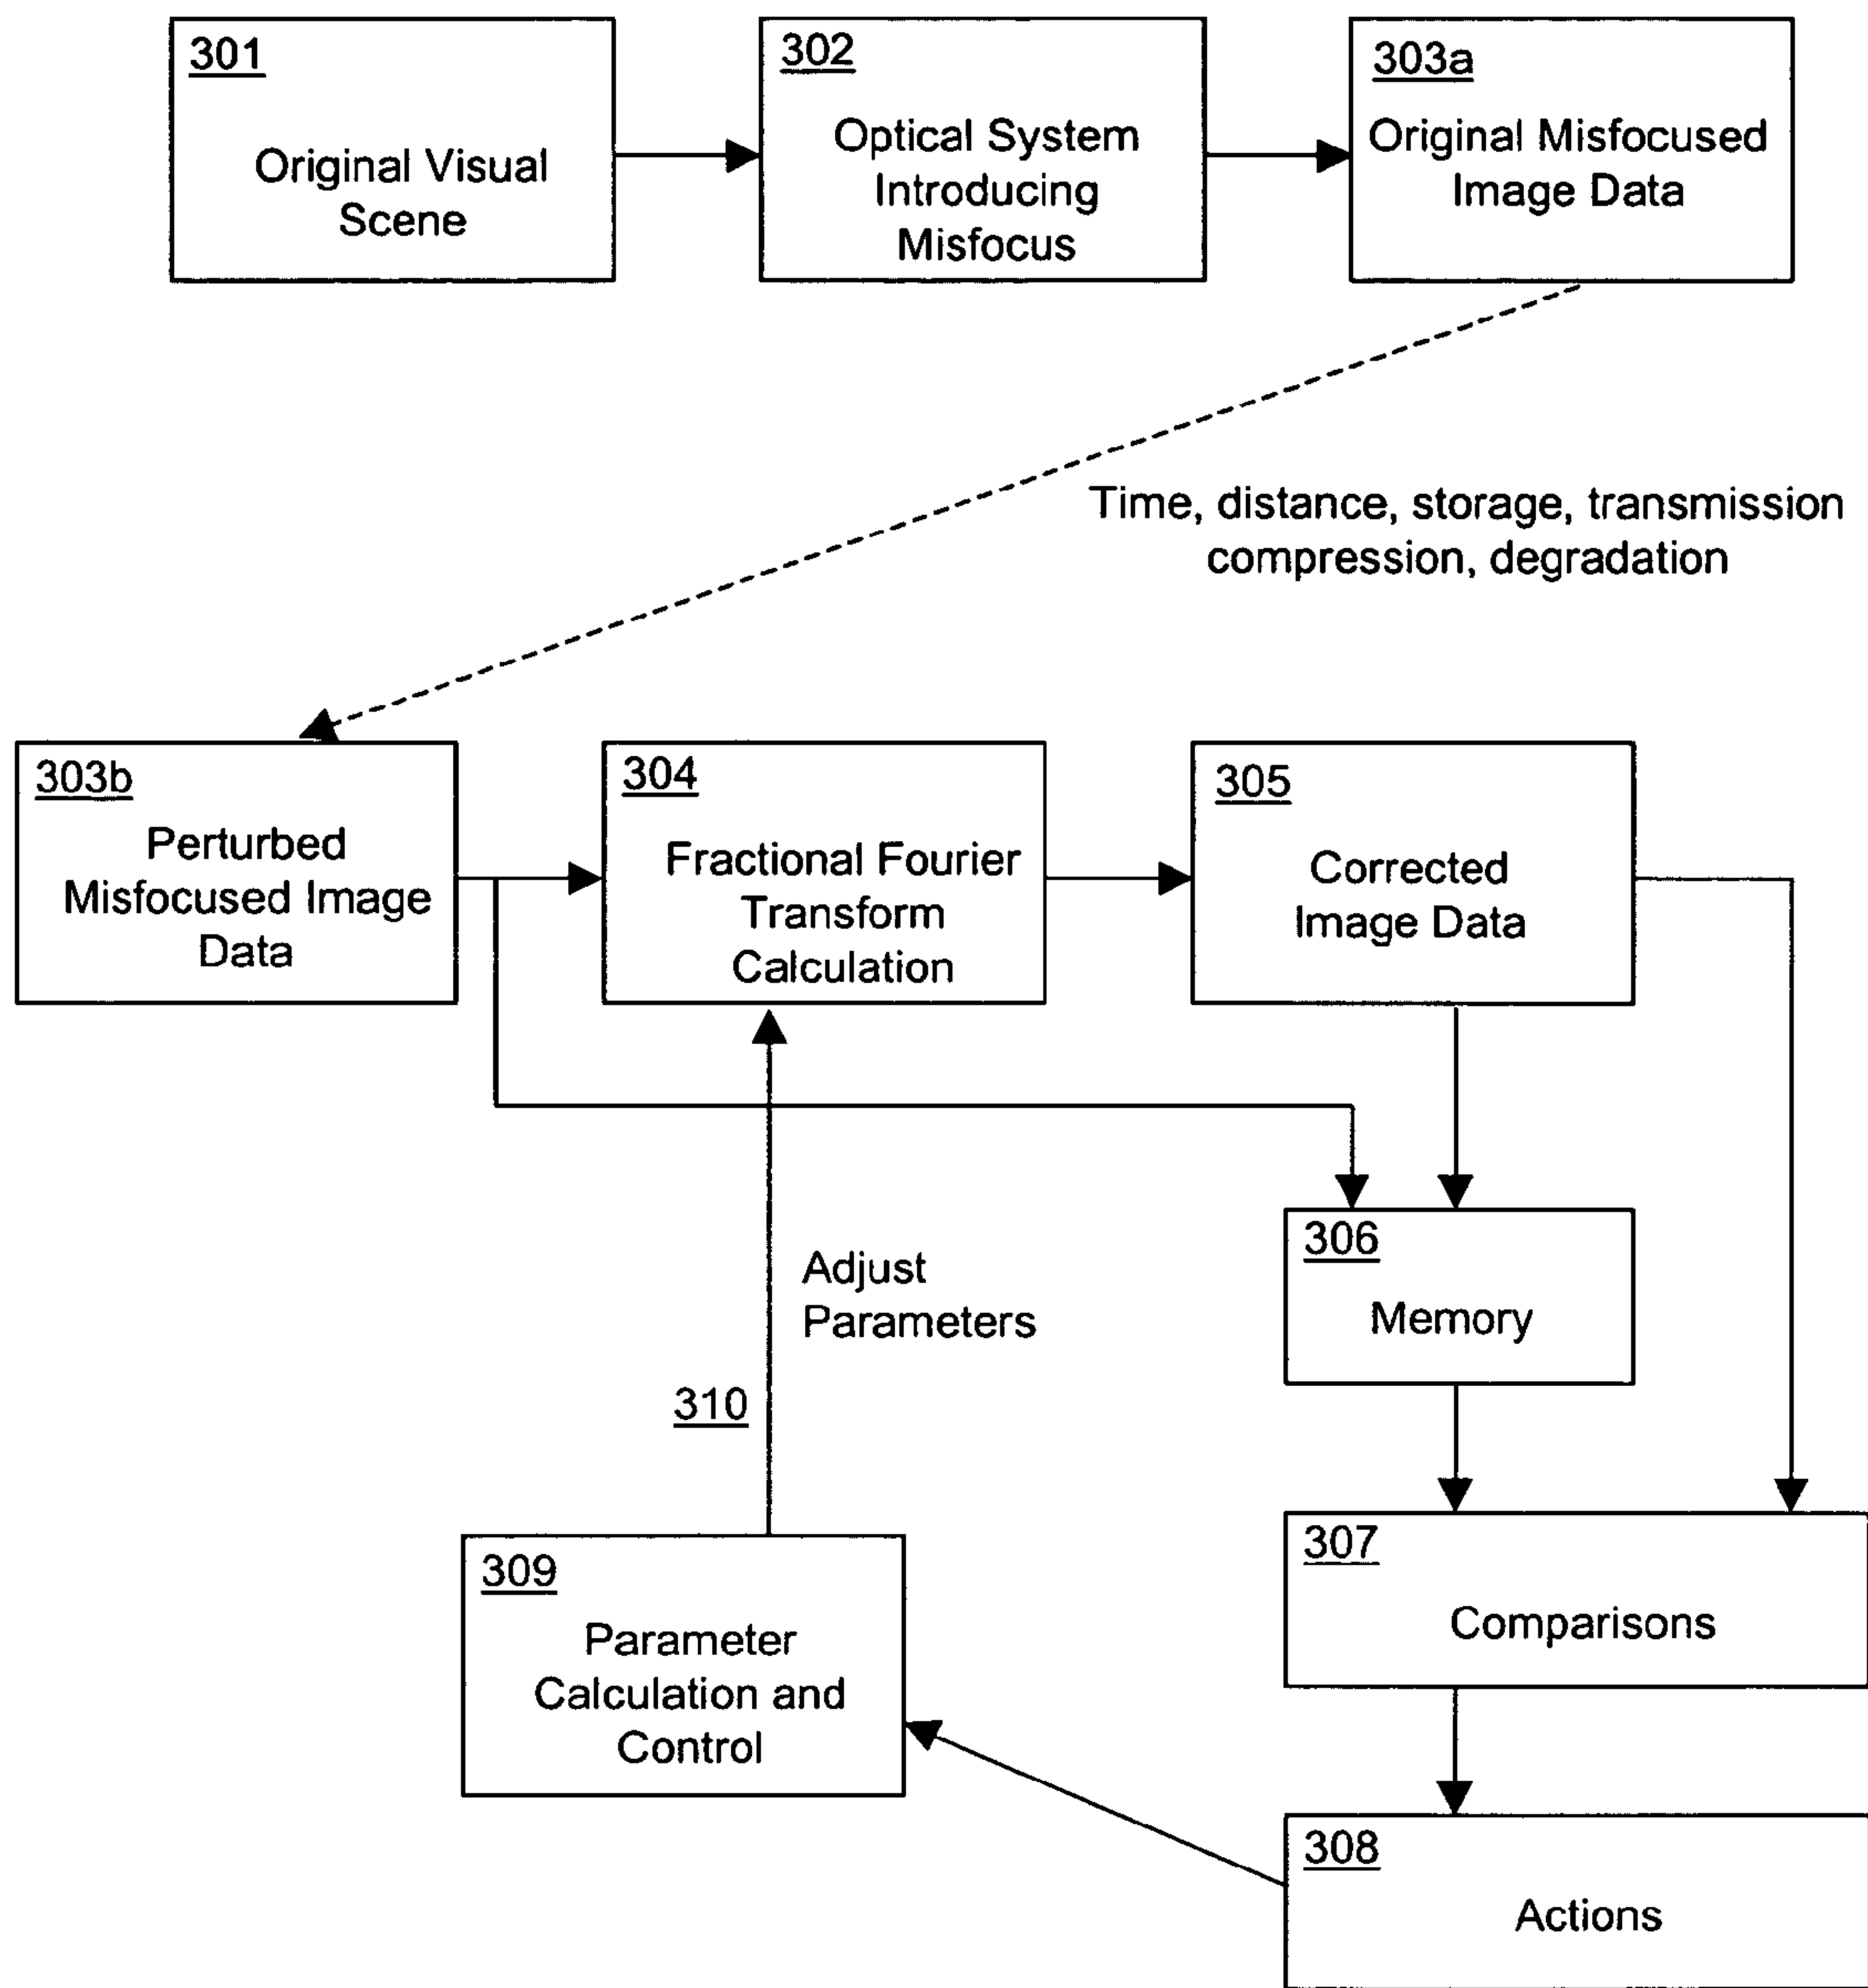 301
Original Visual
Scene
302
Optical System
Introducing
Misfocus
303a
Original Misfocused
Image Data
Time, distance, storage, transmission
compression, degradation
303b
Perturbed
Misfocused Image
Data
304
Fractional Fourier
Transform
Calculation
305
Corrected
Image Data
306
Memory
Adjust
Parameters
310
307
Comparisons
309
Parameter
Calculation and
Control
308
Actions